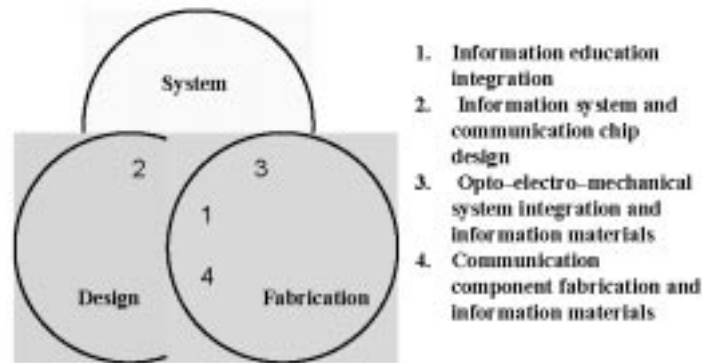 System
2
3
1
4
Design
Fabrication
1. Information education
integration
2. Information system and
communication chip
design
3. Opto-electro-mechanical
system integration and
information materials
4. Communication
component fabrication and
information materials